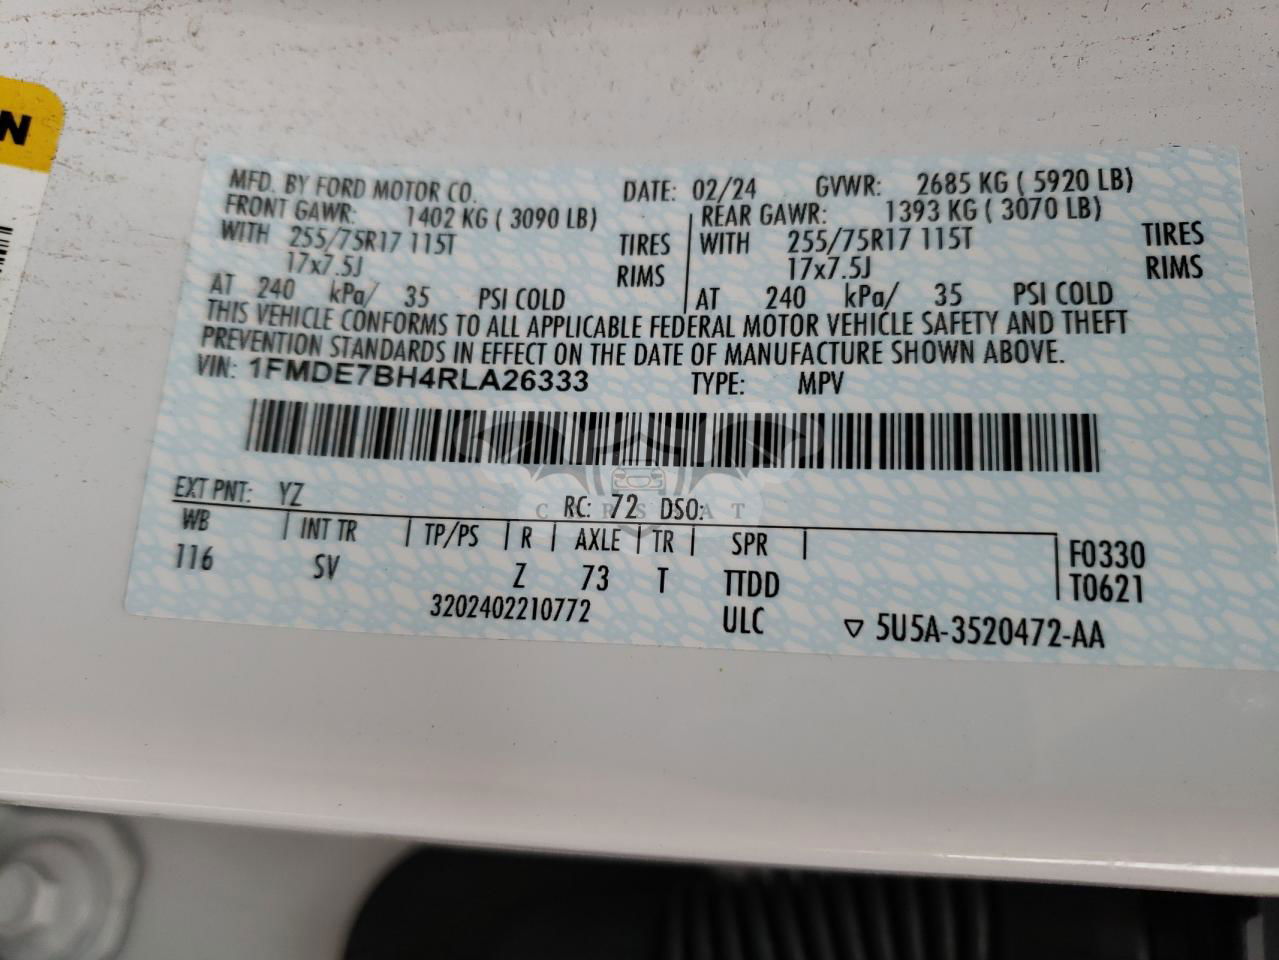 N
MFD. BY FORD MOTOR CO. DATE: 02/24 GVWR: 2685 KG ( 5920 LB)
FRONT GAWR: 1402 KG ( 3090 LB) REAR GAWR: 1393 KG ( 3070 LB)
WITH 255/75R17 115T TIRES WITH 255/75R17 115T TIRES
17x7.5J RIMS 17x7.5J RIMS
AT 240 kPa/ 35 PSI COLD AT 240 kPa/ 35 PSI COLD
THIS VEHICLE CONFORMS TO ALL APPLICABLE FEDERAL MOTOR VEHICLE SAFETY AND THEFT
PREVENTION STANDARDS IN EFFECT ON THE DATE OF MANUFACTURE SHOWN ABOVE.
VIN: 1FMDE7BH4RLA26333 TYPE: MPV
EXT PNT: YZ RC: 72 DSO:
WB INT TR TP/PS R AXLE TR SPR F0330
116 SV Z 73 T TTDD T0621
3202402210772 ULC 5U5A-3520472-AA